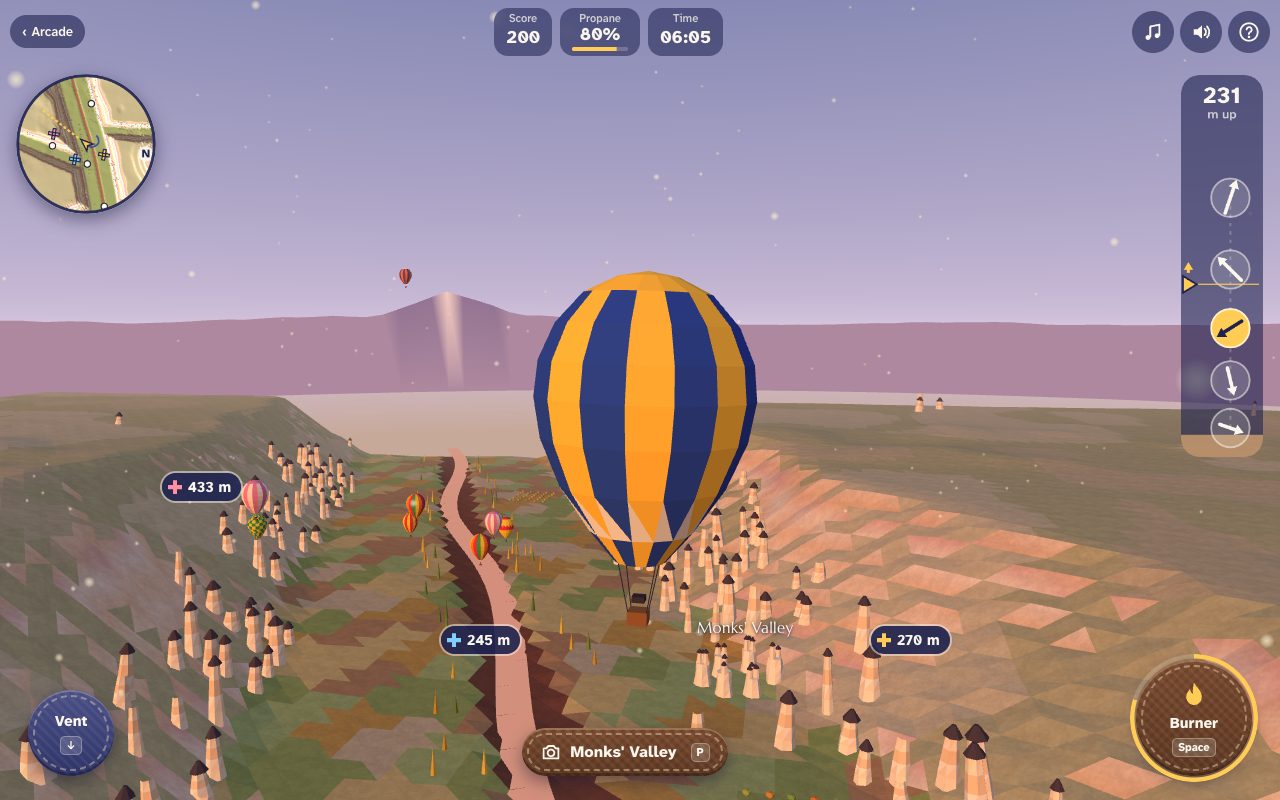 ‹ Arcade
Score
200
Propane
80%
Time
06:05
N
231
m up
433 m
245 m
270 m
Monks' Valley
Vent
↓
Monks' Valley P
Burner
Space